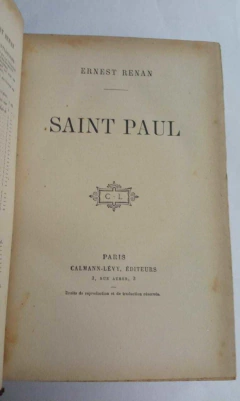 ERNEST RENAN
SAINT PAUL
C-L
PARIS
CALMANN-LÉVY, ÉDITEURS
3, RUE AUBER, 3
Droits de reproduction et de traduction réservés.